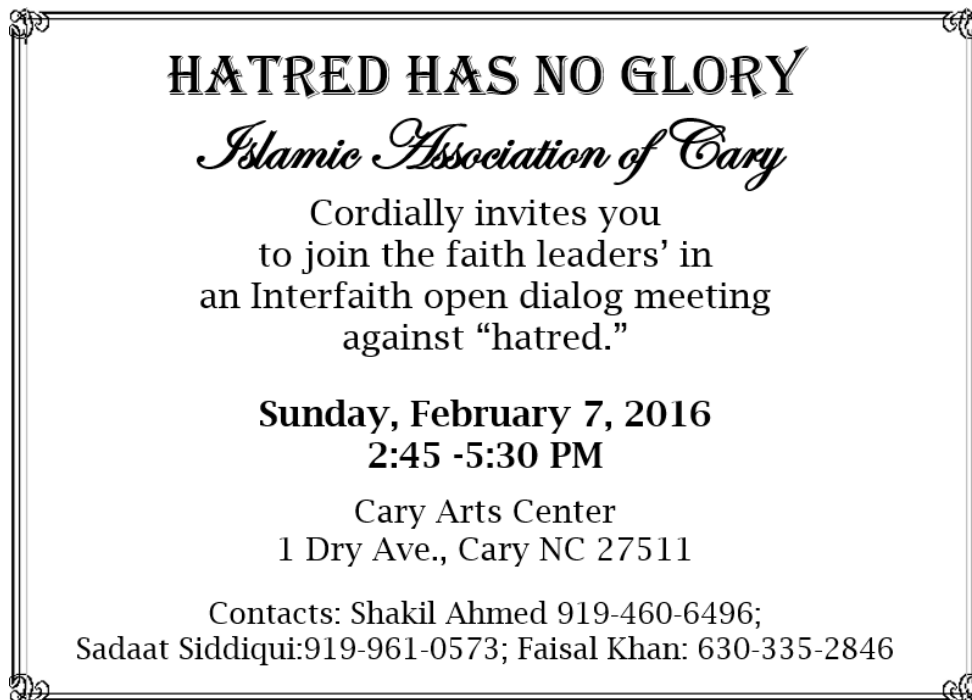 HATRED HAS NO GLORY
Islamic Association of Cary
Cordially invites you
to join the faith leaders’ in
an Interfaith open dialog meeting
against “hatred.”
Sunday, February 7, 2016
2:45 -5:30 PM
Cary Arts Center
1 Dry Ave., Cary NC 27511
Contacts: Shakil Ahmed 919-460-6496;
Sadaat Siddiqui:919-961-0573; Faisal Khan: 630-335-2846